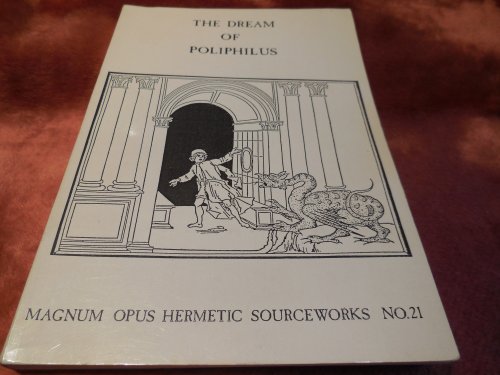 THE DREAM
OF
POLIPHILUS
MAGNUM OPUS HERMETIC SOURCEWORKS NO.21